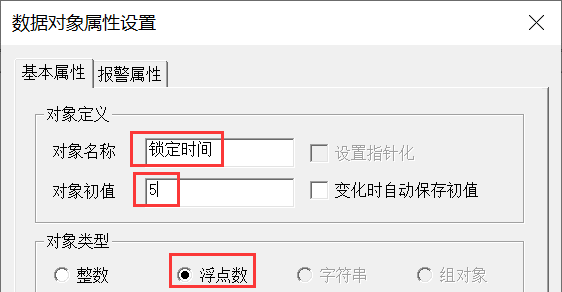 数据对象属性设置
基本属性 报警属性
对象定义
对象名称 锁定时间 设置指针化
对象初值 5 变化时自动保存初值
对象类型
整数 浮点数 字符串 组对象